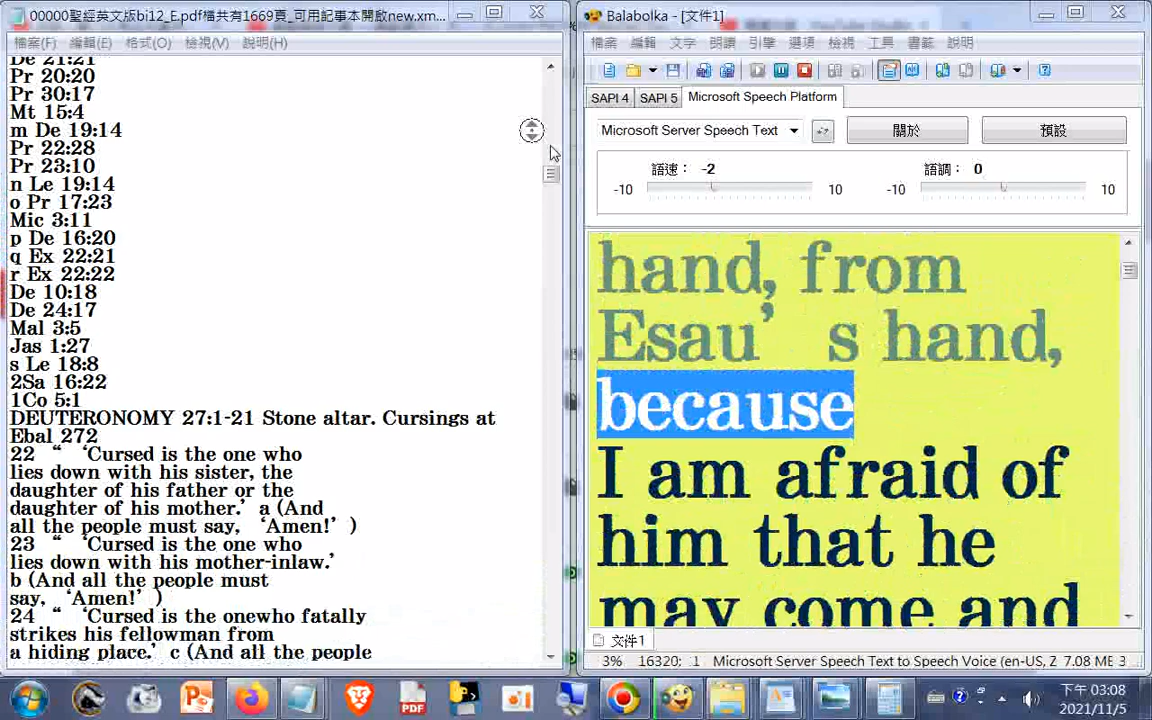 00000聖經英文版bi12_E.pdf檔共有1669頁_可用記事本開啟new.xm...
檔案(F) 編輯(E) 格式(O) 檢視(V) 說明(H)
De 21:21
Pr 20:20
Pr 30:17
Mt 15:4
m De 19:14
Pr 22:28
Pr 23:10
n Le 19:14
o Pr 17:23
Mic 3:11
p De 16:20
q Ex 22:21
r Ex 22:22
De 10:18
De 24:17
Mal 3:5
Jas 1:27
s Le 18:8
2Sa 16:22
1Co 5:1
DEUTERONOMY 27:1-21 Stone altar. Cursings at
Ebal 272
22 “ ‘Cursed is the one who
lies down with his sister, the
daughter of his father or the
daughter of his mother.’ a (And
all the people must say, ‘Amen!’)
23 “ ‘Cursed is the one who
lies down with his mother-inlaw.’
b (And all the people must
say, ‘Amen!’)
24 “ ‘Cursed is the onewho fatally
strikes his fellowman from
a hiding place.’ c (And all the people
Balabolka - [文件1]
檔案 編輯 文字 朗讀 引擎 選項 檢視 工具 書籤 說明
SAPI 4 SAPI 5 Microsoft Speech Platform
Microsoft Server Speech Text 關於 預設
語速： -2 語調： 0
-10 10 -10 10
hand, from
Esau’s hand,
because
I am afraid of
him that he
may come and
文件1
3% 16320: 1 Microsoft Server Speech Text to Speech Voice (en-US, Z 7.08 MB 3
PDF
下午 03:08
2021/11/5